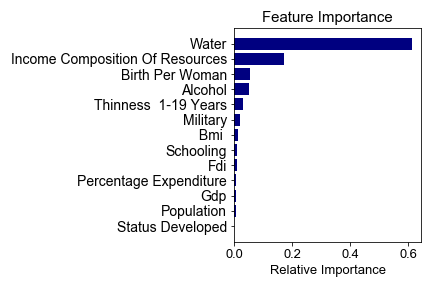 Feature Importance
Water
Income Composition Of Resources
Birth Per Woman
Alcohol
Thinness  1-19 Years
Military
Bmi
Schooling
Fdi
Percentage Expenditure
Gdp
Population
Status Developed
0.0 0.2 0.4 0.6
Relative Importance